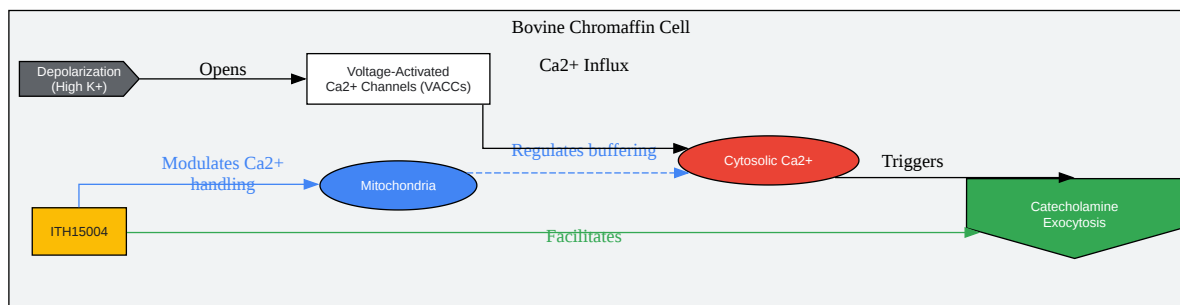 Bovine Chromaffin Cell
Ca2+ Influx
Depolarization
(High K+)
Opens
Voltage-Activated
Ca2+ Channels (VACCs)
Modulates Ca2+
handling
Regulates buffering
Mitochondria
Cytosolic Ca2+
Triggers
ITH15004
Facilitates
Catecholamine
Exocytosis